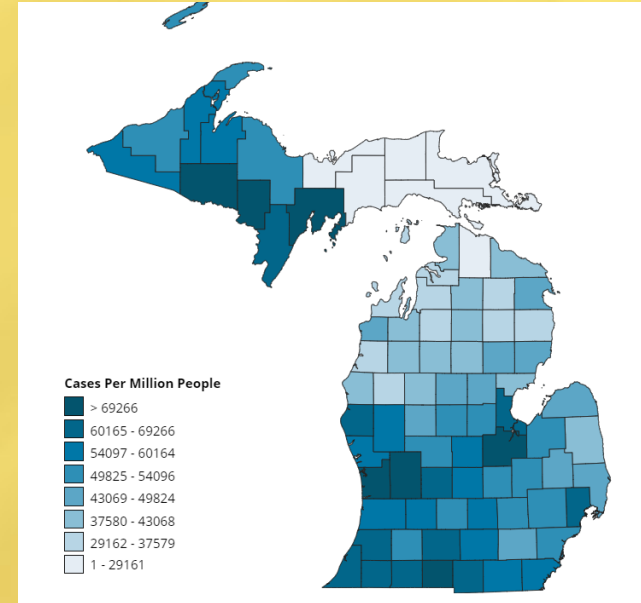 Cases Per Million People
> 69266
60165 - 69266
54097 - 60164
49825 - 54096
43069 - 49824
37580 - 43068
29162 - 37579
1 - 29161